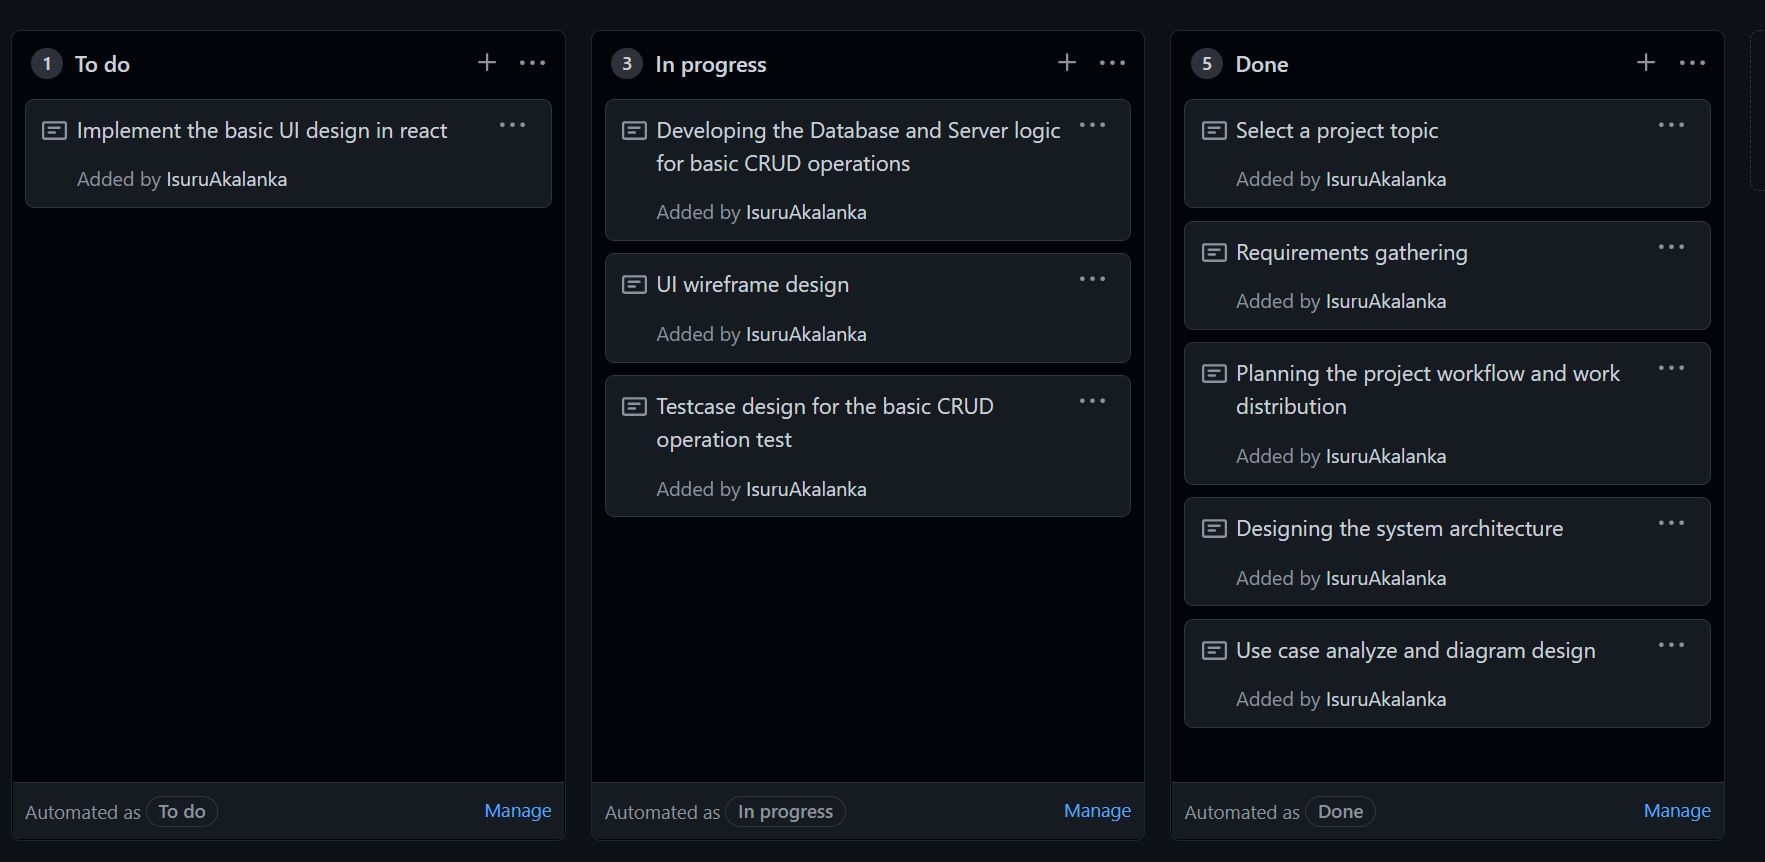 1 To do
Implement the basic UI design in react
Added by IsuruAkalanka
Automated as To do
Manage
3 In progress
Developing the Database and Server logic
for basic CRUD operations
Added by IsuruAkalanka
UI wireframe design
Added by IsuruAkalanka
Testcase design for the basic CRUD
operation test
Added by IsuruAkalanka
Automated as In progress
Manage
5 Done
Select a project topic
Added by IsuruAkalanka
Requirements gathering
Added by IsuruAkalanka
Planning the project workflow and work
distribution
Added by IsuruAkalanka
Designing the system architecture
Added by IsuruAkalanka
Use case analyze and diagram design
Added by IsuruAkalanka
Automated as Done
Manage